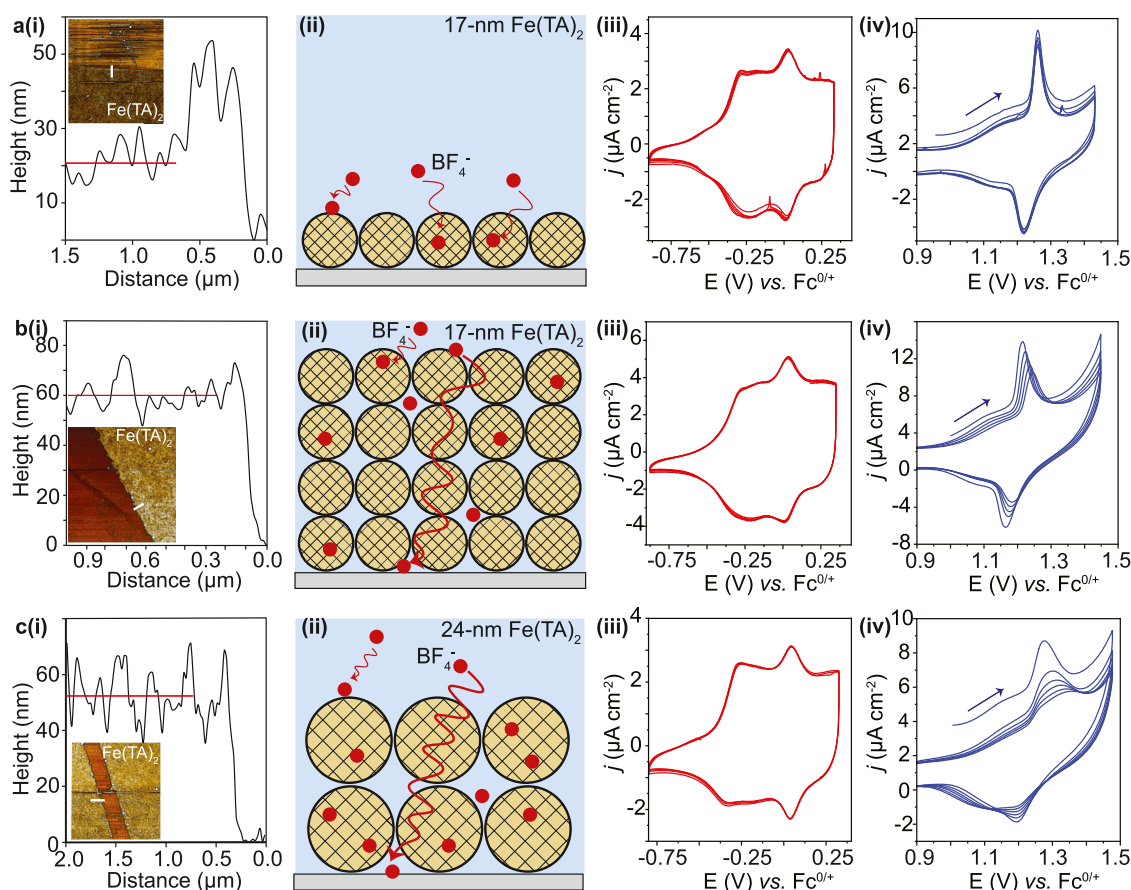 a(i)
Height (nm)
50
30
10
Fe(TA)2
1.5 1.0 0.5 0.0
Distance (µm)
(ii)
17-nm Fe(TA)2
BF4-
(iii)
j (µA cm-2)
4
2
0
-2
-0.75 -0.25 0.25
E (V) vs. Fc0/+
(iv)
j (µA cm-2)
10
6
2
-2
0.9 1.1 1.3 1.5
E (V) vs. Fc0/+
b(i)
Height (nm)
80
60
40
20
0
Fe(TA)2
0.9 0.6 0.3 0.0
Distance (µm)
(ii)
BF4-
17-nm Fe(TA)2
(iii)
j (µA cm-2)
6
4
2
0
-2
-4
-0.75 -0.25 0.25
E (V) vs. Fc0/+
(iv)
j (µA cm-2)
12
8
4
0
-4
-8
0.9 1.1 1.3 1.5
E (V) vs. Fc0/+
c(i)
Height (nm)
60
40
20
0
Fe(TA)2
2.0 1.5 1.0 0.5 0.0
Distance (µm)
(ii)
24-nm Fe(TA)2
BF4-
(iii)
j (µA cm-2)
4
2
0
-2
-0.75 -0.25 0.25
E (V) vs. Fc0/+
(iv)
j (µA cm-2)
10
8
6
4
2
0
-2
0.9 1.1 1.3 1.5
E (V) vs. Fc0/+